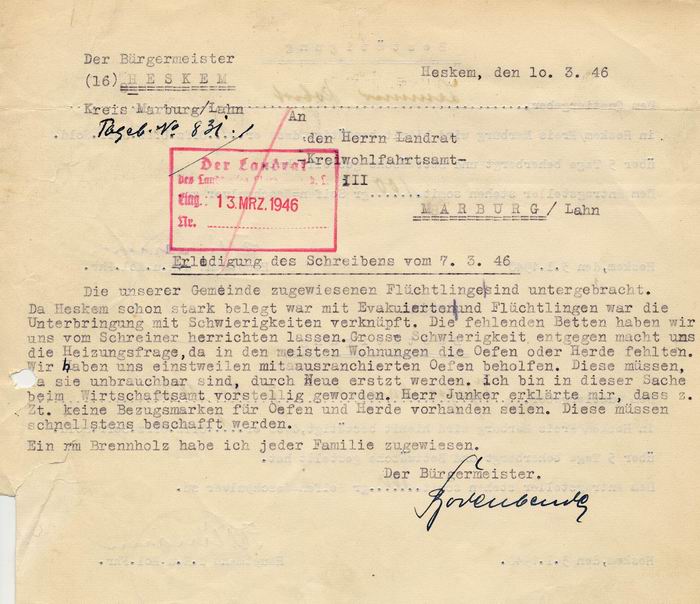 Der Bürgermeister
(16) HESKEM
Heskem, den 1o. 3. 46
Kreis Marburg/Lahn
Tageb. No 831.
An
den Herrn Landrat
-Kreiwohlfahrtsamt-
III
MARBURG / Lahn
Der Landrat
Eing.: 13. MRZ. 1946
Nr.
Erledigung des Schreibens vom 7. 3. 46
Die unserer Gemeinde zugewiesenen Flüchtlinge sind untergebracht.
Da Heskem schon stark belegt war mit Evakuierten und Flüchtlingen war die
Unterbringung mit Schwierigkeiten verknüpft. Die fehlenden Betten haben wir
uns vom Schreiner herrichten lassen. Grosse Schwierigkeit entgegen macht uns
die Heizungsfrage, da in den meisten Wohnungen die Oefen oder Herde fehlten.
Wir haben uns einstweilen mit ausranchierten Oefen beholfen. Diese müssen,
da sie unbrauchbar sind, durch Neue erstzt werden. Ich bin in dieser Sache
beim Wirtschaftsamt vorstellig geworden. Herr Junker erklärte mir, dass z.
Zt. keine Bezugsmarken für Oefen und Herde vorhanden seien. Diese müssen
schnellstens beschafft werden.
Ein rm Brennholz habe ich jeder Familie zugewiesen.
Der Bürgermeister.